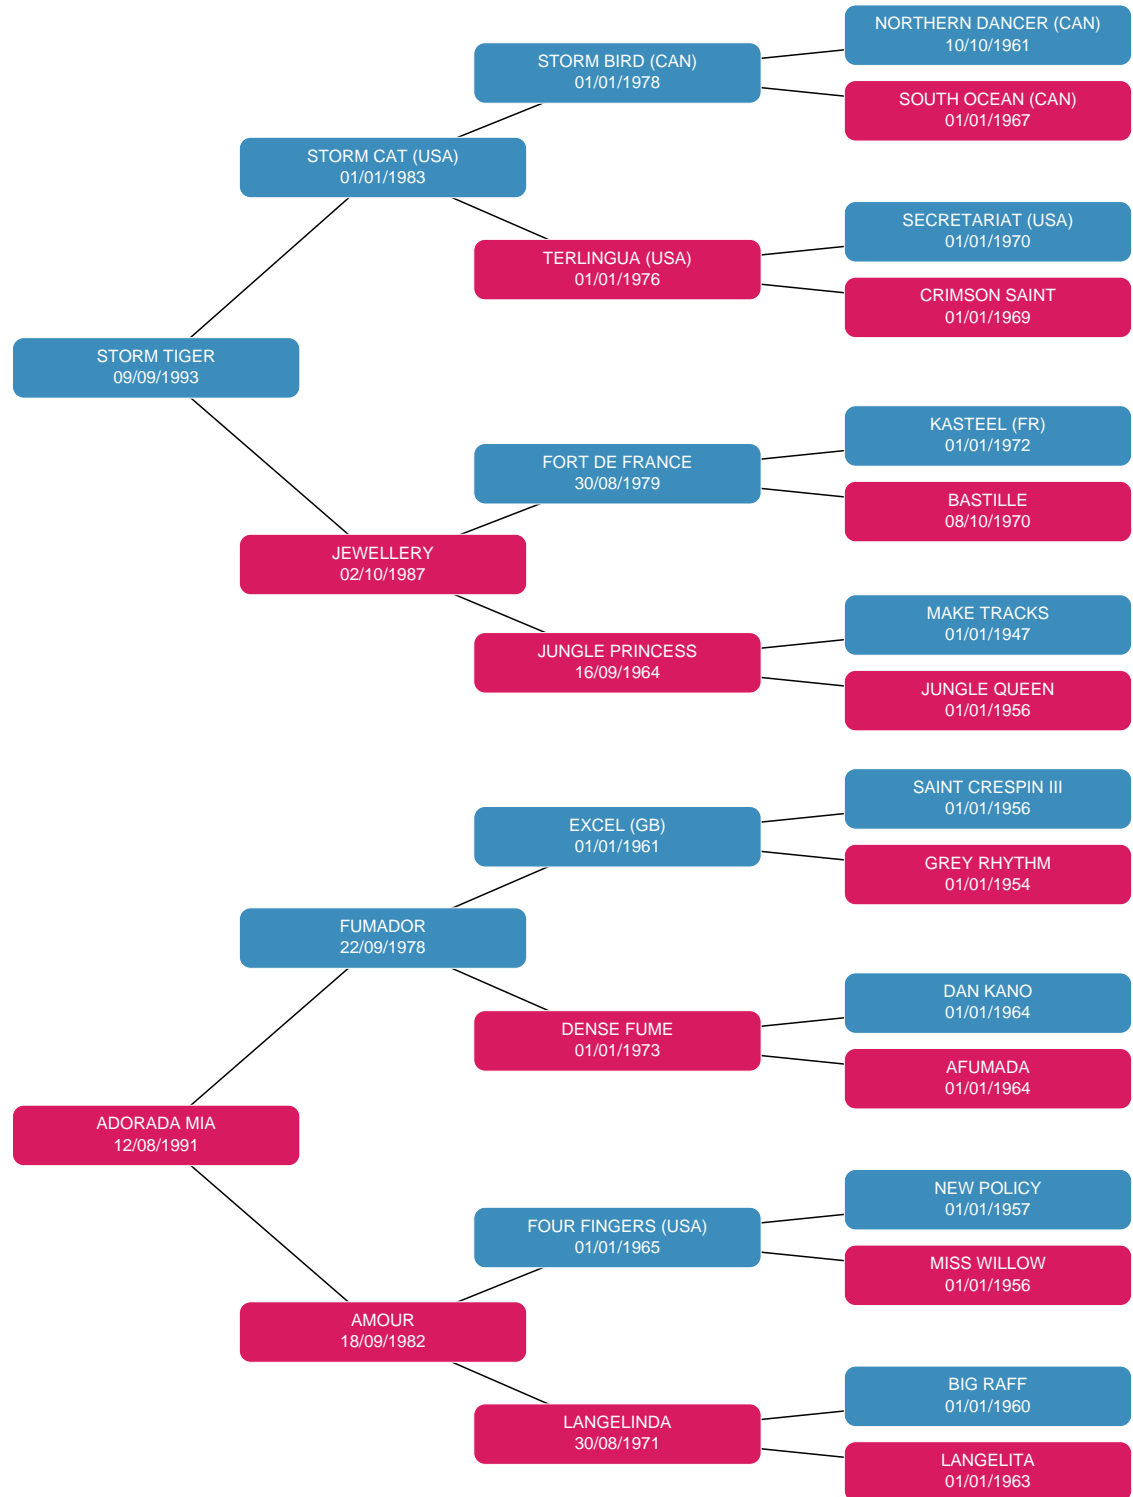 NORTHERN DANCER (CAN)
10/10/1961
STORM BIRD (CAN)
01/01/1978
SOUTH OCEAN (CAN)
01/01/1967
STORM CAT (USA)
01/01/1983
SECRETARIAT (USA)
01/01/1970
TERLINGUA (USA)
01/01/1976
CRIMSON SAINT
01/01/1969
STORM TIGER
09/09/1993
KASTEEL (FR)
01/01/1972
FORT DE FRANCE
30/08/1979
BASTILLE
08/10/1970
JEWELLERY
02/10/1987
MAKE TRACKS
01/01/1947
JUNGLE PRINCESS
16/09/1964
JUNGLE QUEEN
01/01/1956
SAINT CRESPIN III
01/01/1956
EXCEL (GB)
01/01/1961
GREY RHYTHM
01/01/1954
FUMADOR
22/09/1978
DAN KANO
01/01/1964
DENSE FUME
01/01/1973
AFUMADA
01/01/1964
ADORADA MIA
12/08/1991
NEW POLICY
01/01/1957
FOUR FINGERS (USA)
01/01/1965
MISS WILLOW
01/01/1956
AMOUR
18/09/1982
BIG RAFF
01/01/1960
LANGELINDA
30/08/1971
LANGELITA
01/01/1963